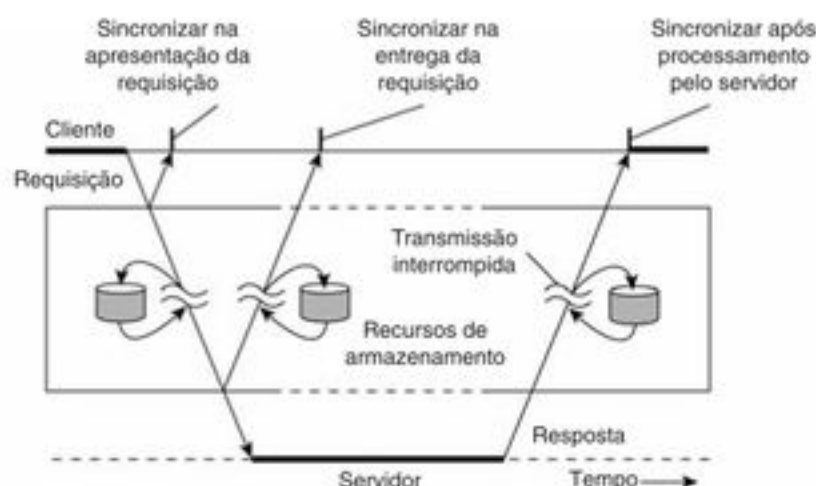 Sincronizar na
apresentação da
requisição
Sincronizar na
entrega da
requisição
Sincronizar após
processamento
pelo servidor
Cliente
Requisição
Transmissão
interrompida
Recursos de
armazenamento
Resposta
Servidor
Tempo